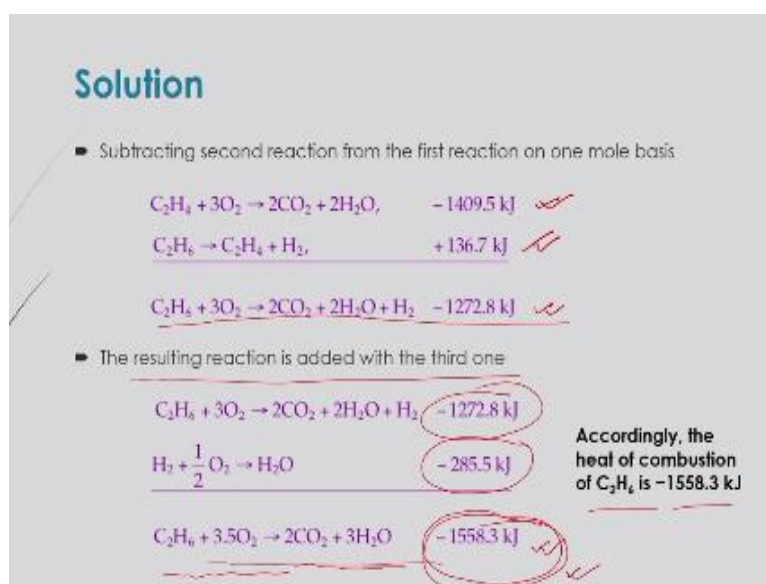 Solution
Subtracting second reaction from the first reaction on one mole basis
C₂H₄ + 3O₂ → 2CO₂ + 2H₂O, − 1409.5 kJ
C₂H₆ → C₂H₄ + H₂, + 136.7 kJ
C₂H₆ + 3O₂ → 2CO₂ + 2H₂O + H₂ − 1272.8 kJ
The resulting reaction is added with the third one
C₂H₆ + 3O₂ → 2CO₂ + 2H₂O + H₂ − 1272.8 kJ
H₂ + 1/2 O₂ → H₂O − 285.5 kJ
C₂H₆ + 3.5O₂ → 2CO₂ + 3H₂O − 1558.3 kJ
Accordingly, the
heat of combustion
of C₂H₆ is −1558.3 kJ